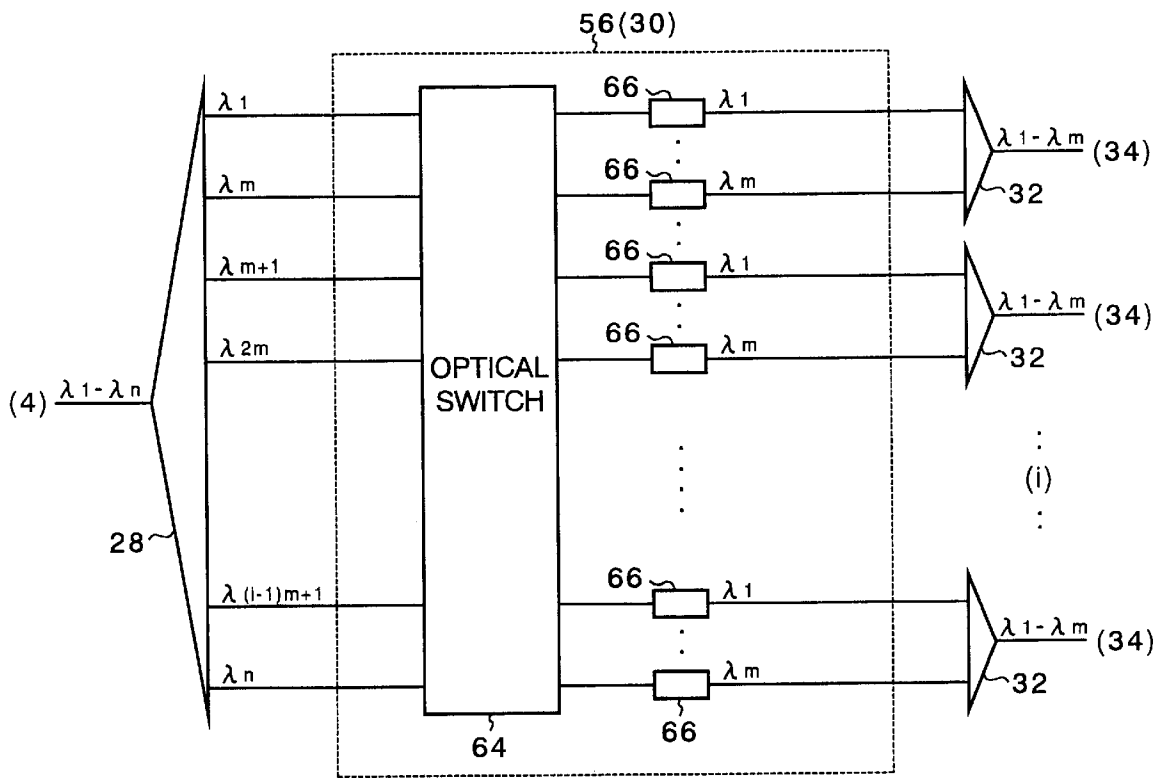 56(30)
66
λ1
λ1
λ1-λm
(34)
66
32
λm
λm
66
λm+1
λ1
λ1-λm
(34)
66
32
λ2m
λm
OPTICAL
SWITCH
(4)
λ1-λn
(i)
28
66
λ(i-1)m+1
λ1
λ1-λm
(34)
32
λn
λm
64
66